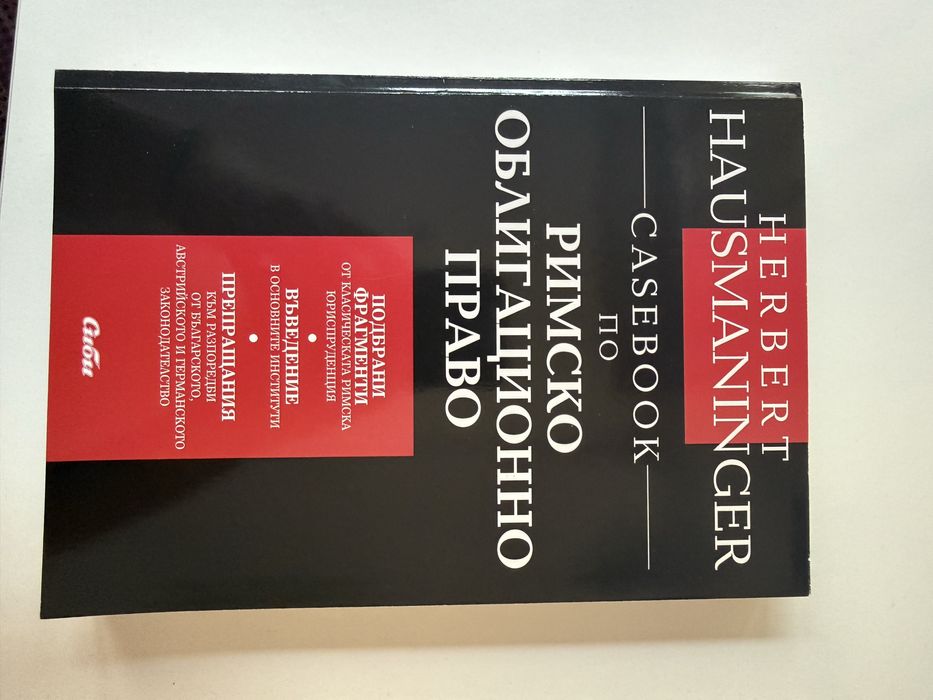 HERBERT
HAUSMANINGER
CASEBOOK
ПО
РИМСКО
ОБЛИГАЦИОННО
ПРАВО
ПОДБРАНИ
ФРАГМЕНТИ
ОТ КЛАСИЧЕСКАТА РИМСКА
ЮРИСПРУДЕНЦИЯ
•
ВЪВЕДЕНИЕ
В ОСНОВНИТЕ ИНСТИТУТИ
•
ПРЕПРАЩАНИЯ
КЪМ РАЗПОРЕДБИ
ОТ БЪЛГАРСКОТО,
АВСТРИЙСКОТО И ГЕРМАНСКОТО
ЗАКОНОДАТЕЛСТВО
Сиби